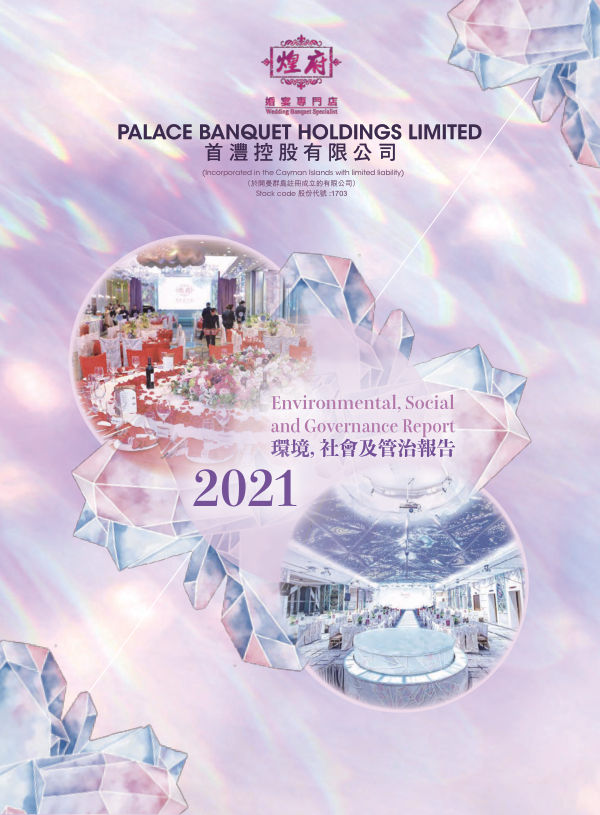 煌府
婚宴專門店
Wedding Banquet Specialist
PALACE BANQUET HOLDINGS LIMITED
首灃控股有限公司
(Incorporated in the Cayman Islands with limited liability)
（於開曼群島註冊成立的有限公司）
Stock code 股份代號 :1703
Environmental, Social
and Governance Report
環境, 社會及管治報告
2021